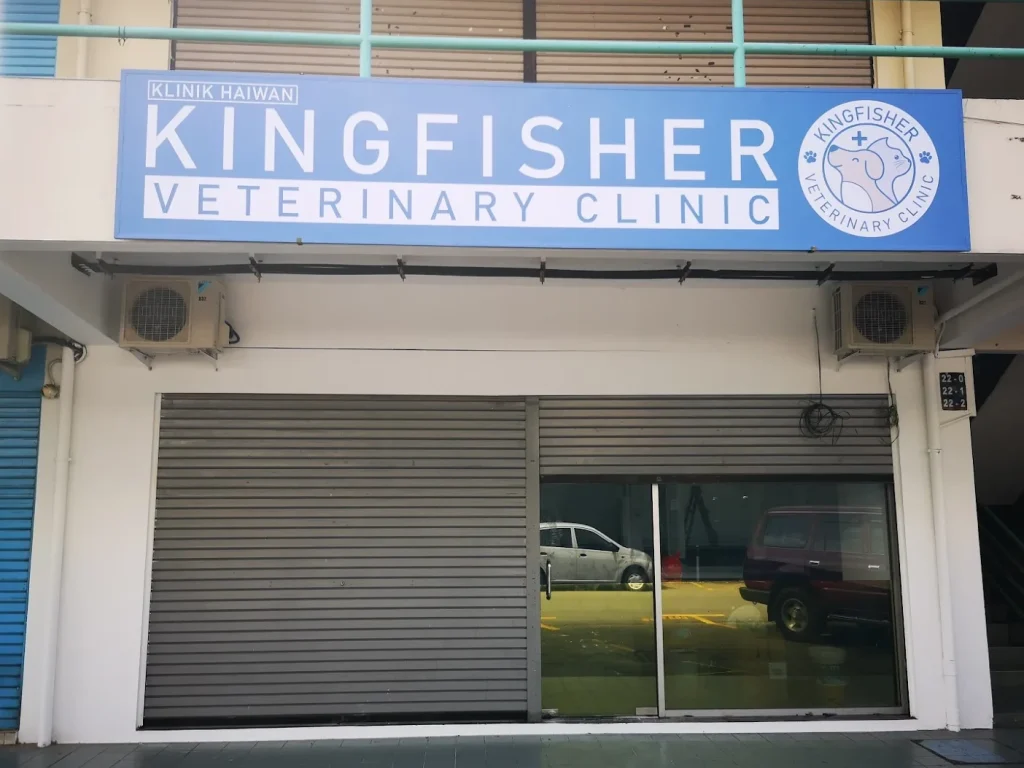 KLINIK HAIWAN
KINGFISHER
VETERINARY CLINIC
KINGFISHER
VETERINARY CLINIC
22-0
22-1
22-2